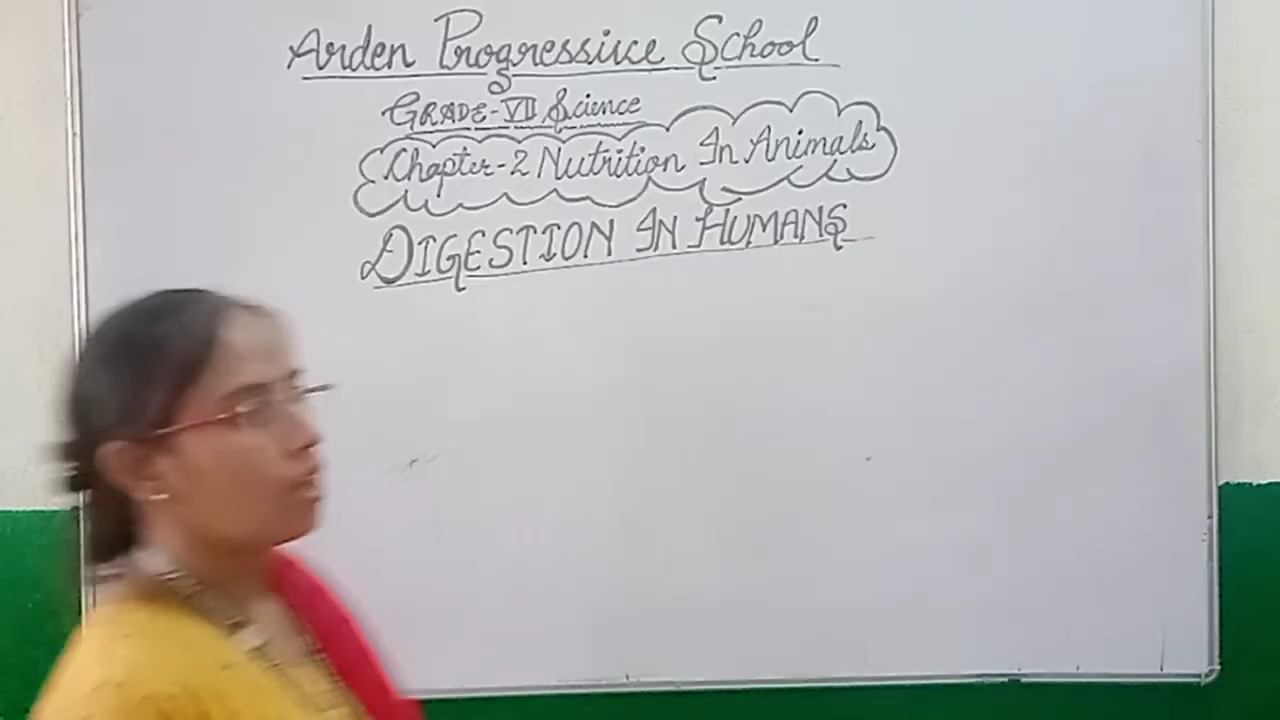 Arden Progressive School
GRADE-VII Science
Chapter-2 Nutrition In Animals
DIGESTION IN HUMANS